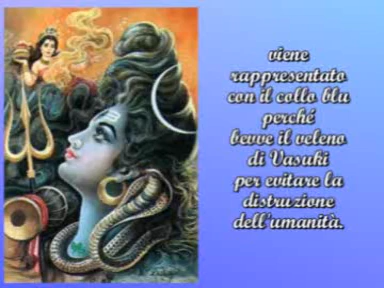 viene
rappresentato
con il collo blu
perché
bevve il veleno
di Vasuki
per evitare la
distruzione
dell'umanità.